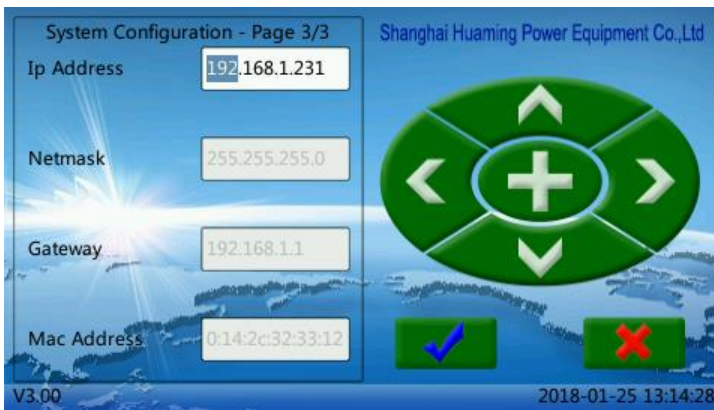 System Configuration - Page 3/3
Shanghai Huaming Power Equipment Co.,Ltd
Ip Address 192.168.1.231
Netmask 255.255.255.0
Gateway 192.168.1.1
Mac Address 0:14:2c:32:33:12
V3.00 2018-01-25 13:14:28